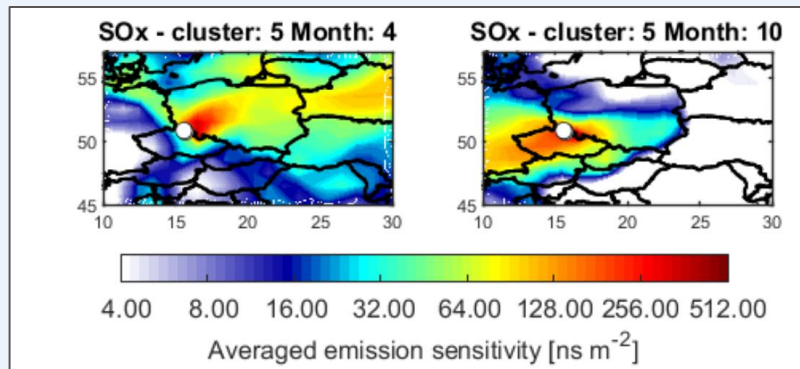 SOx - cluster: 5 Month: 4
SOx - cluster: 5 Month: 10
55
50
45
10 15 20 25 30
55
50
45
10 15 20 25 30
4.00 8.00 16.00 32.00 64.00 128.00 256.00 512.00
Averaged emission sensitivity [ns m-2]